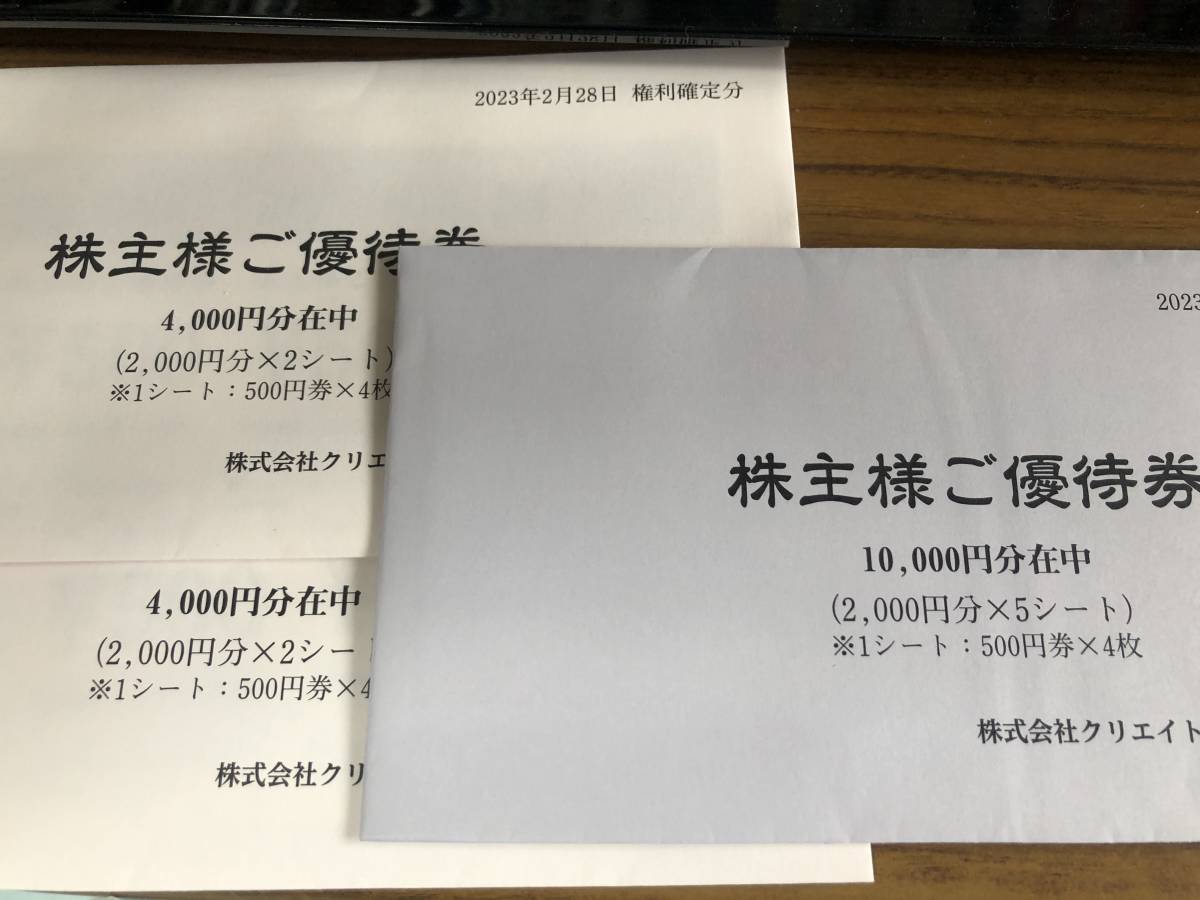 2023年2月28日 権利確定分
株主様ご優待券
4,000円分在中
(2,000円分×2シート)
※1シート：500円券×4枚
株式会社クリエ
4,000円分在中
(2,000円分×2シート
※1シート：500円券×4
株式会社クリ
2023
株主様ご優待券
10,000円分在中
(2,000円分×5シート)
※1シート：500円券×4枚
株式会社クリエイト